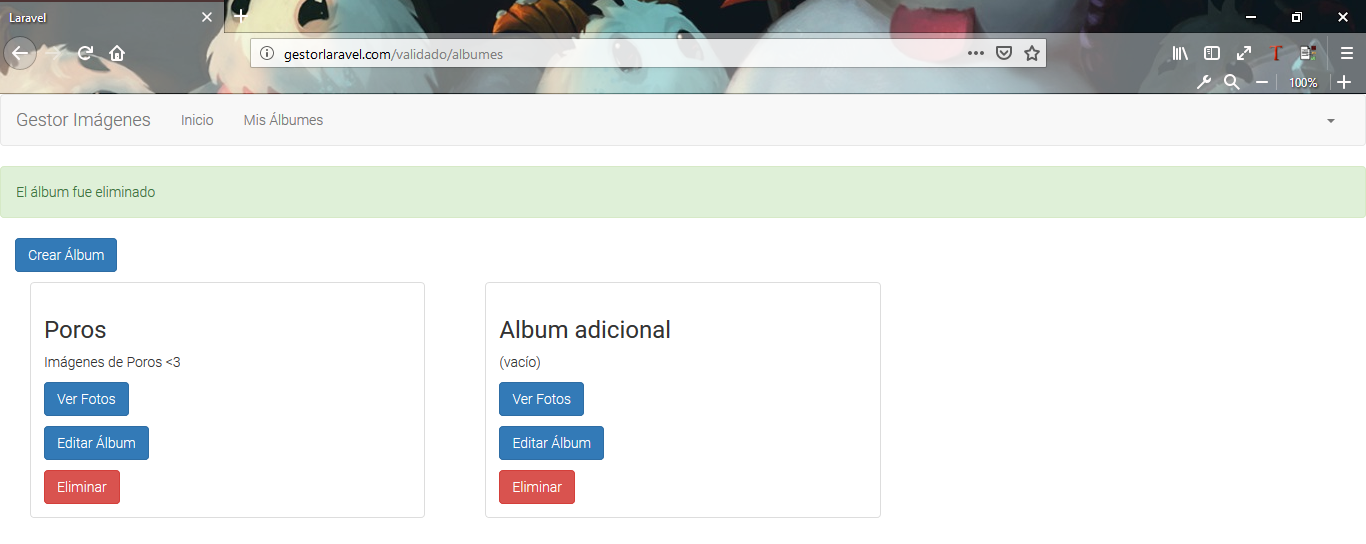 Laravel
gestorlaravel.com/validado/albumes
100%
Gestor Imágenes Inicio Mis Álbumes
El álbum fue eliminado
Crear Álbum
Poros
Imágenes de Poros <3
Ver Fotos
Editar Álbum
Eliminar
Album adicional
(vacío)
Ver Fotos
Editar Álbum
Eliminar